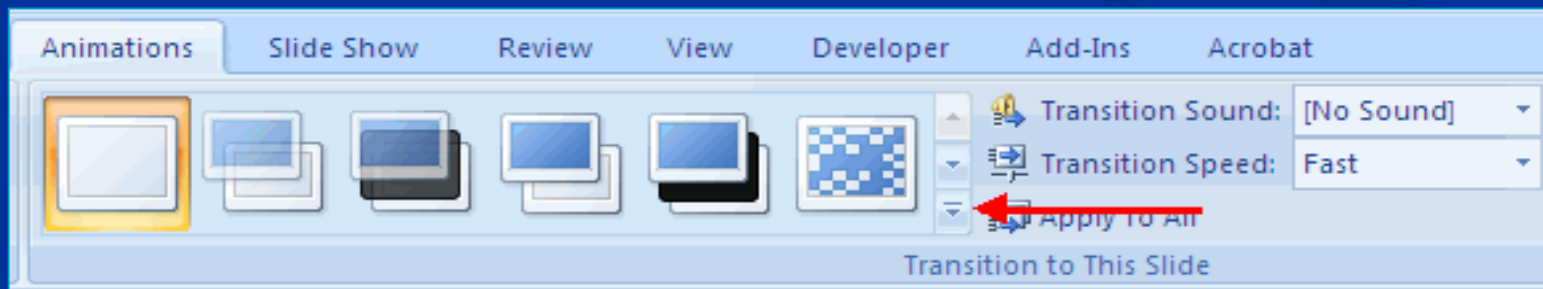 Animations Slide Show Review View Developer Add-Ins Acrobat
Transition Sound: [No Sound]
Transition Speed: Fast
Apply To All
Transition to This Slide